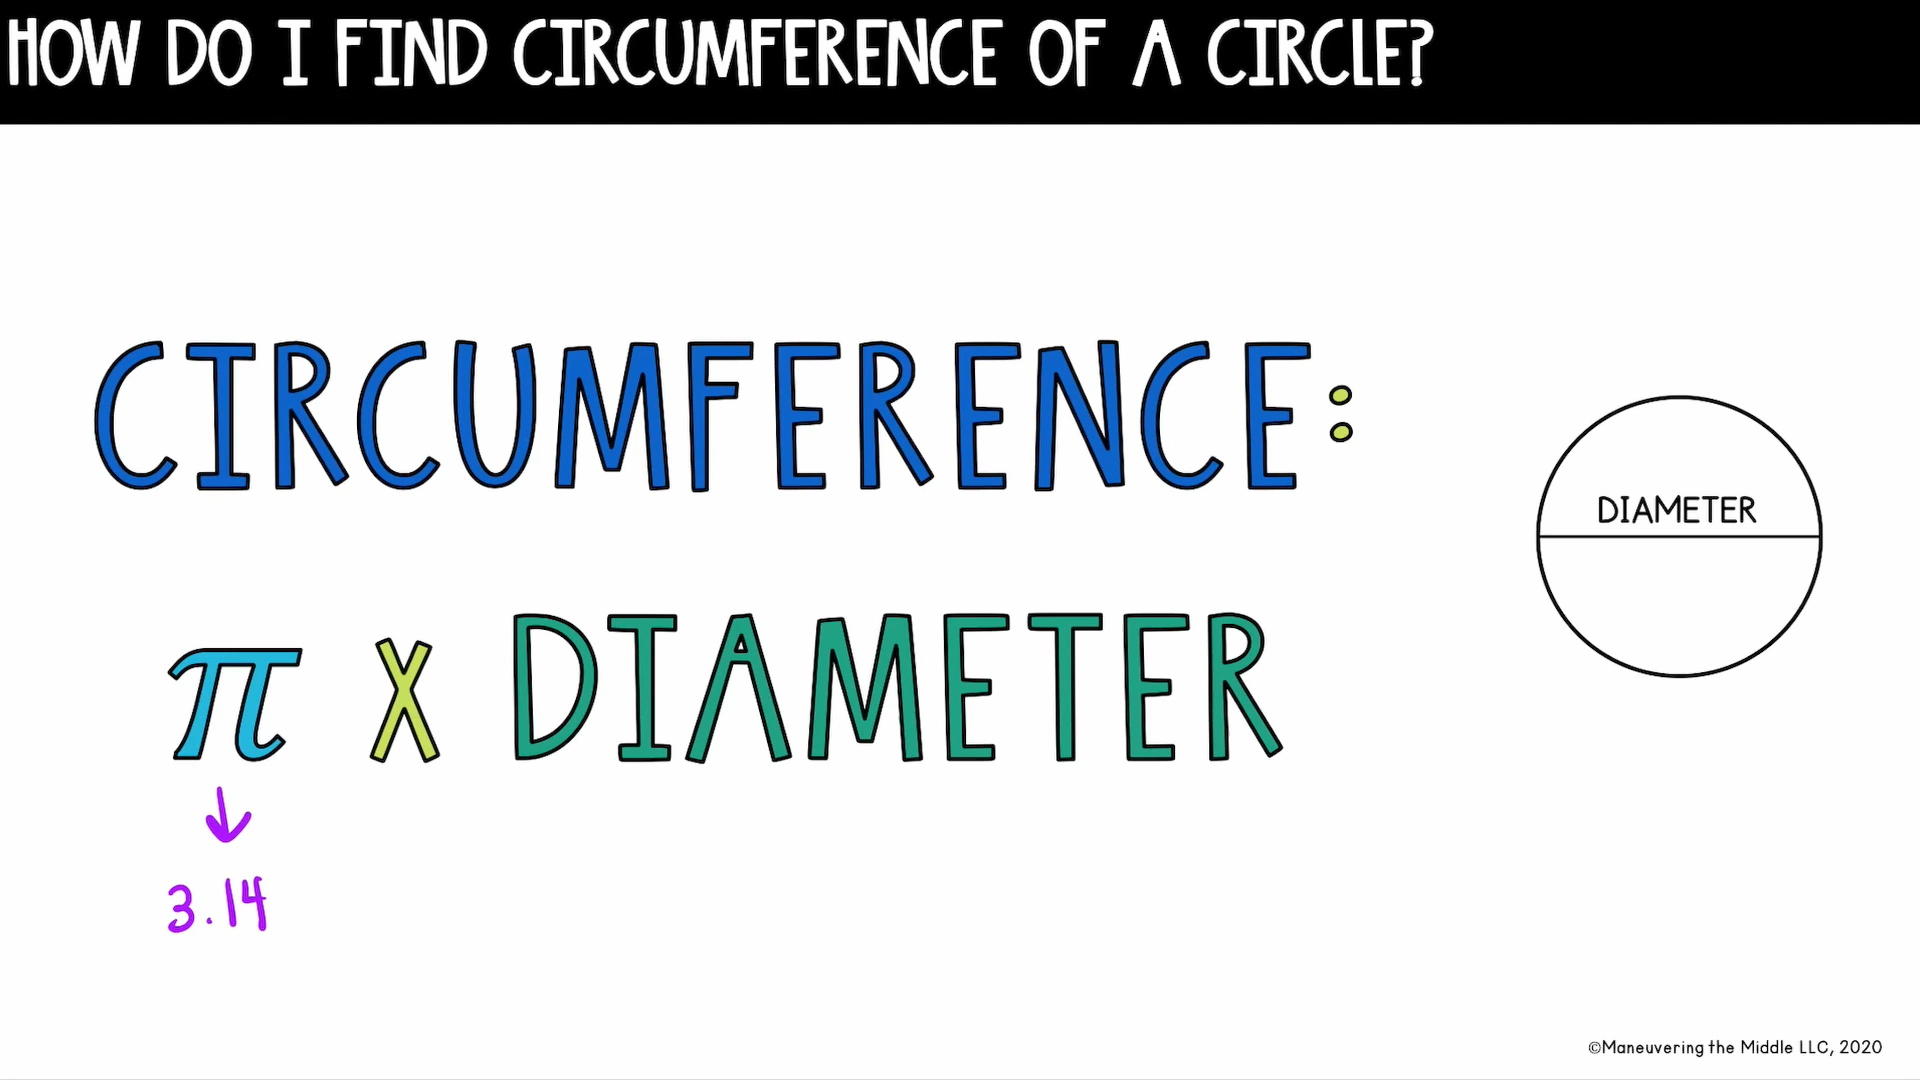 HOW DO I FIND CIRCUMFERENCE OF A CIRCLE?
CIRCUMFERENCE:
DIAMETER
π X DIAMETER
3.14
©Maneuvering the Middle LLC, 2020